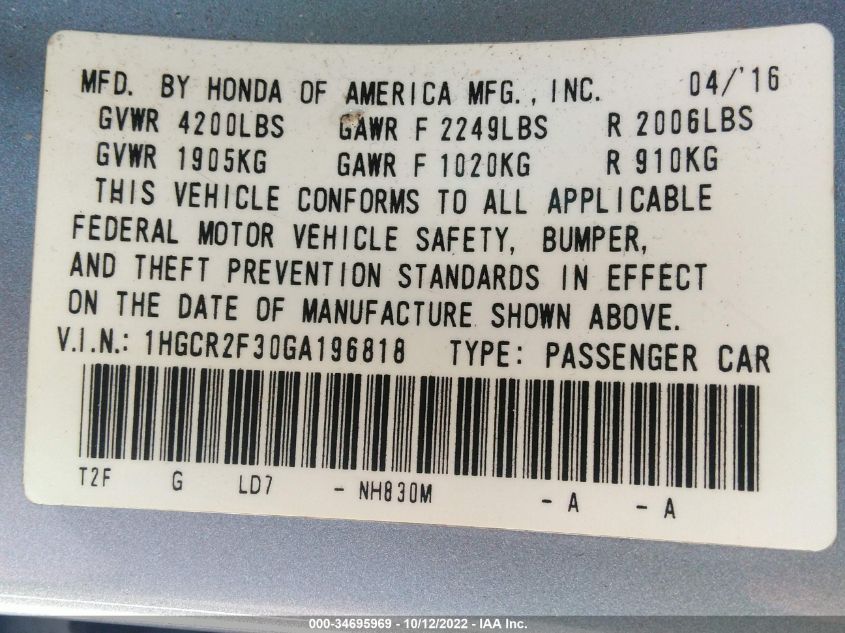 MFD. BY HONDA OF AMERICA MFG., INC. 04/'16
GVWR 4200LBS GAWR F 2249LBS R 2006LBS
GVWR 1905KG GAWR F 1020KG R 910KG
THIS VEHICLE CONFORMS TO ALL APPLICABLE
FEDERAL MOTOR VEHICLE SAFETY, BUMPER,
AND THEFT PREVENTION STANDARDS IN EFFECT
ON THE DATE OF MANUFACTURE SHOWN ABOVE.
V.I.N.: 1HGCR2F30GA196818 TYPE: PASSENGER CAR
T2F G LD7 - NH830M - A - A
000-34695969 - 10/12/2022 - IAA Inc.